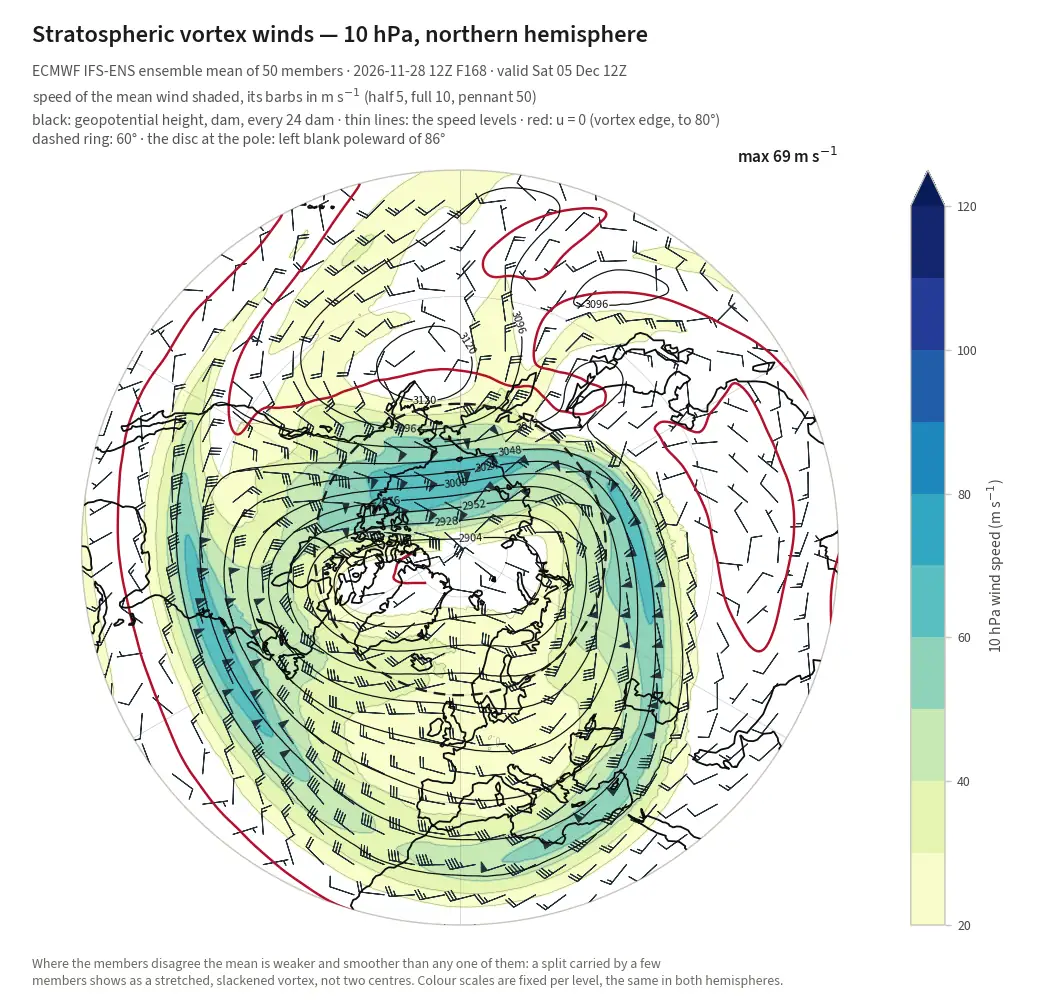 Stratospheric vortex winds — 10 hPa, northern hemisphere
ECMWF IFS-ENS ensemble mean of 50 members · 2026-11-28 12Z F168 · valid Sat 05 Dec 12Z
speed of the mean wind shaded, its barbs in m s⁻¹ (half 5, full 10, pennant 50)
black: geopotential height, dam, every 24 dam · thin lines: the speed levels · red: u = 0 (vortex edge, to 80°)
dashed ring: 60° · the disc at the pole: left blank poleward of 86°
max 69 m s⁻¹
120
100
80
60
40
20
10 hPa wind speed (m s⁻¹)
3096
3096
3120
3120
3048
3000
2952
2928
2904
Where the members disagree the mean is weaker and smoother than any one of them: a split carried by a few
members shows as a stretched, slackened vortex, not two centres. Colour scales are fixed per level, the same in both hemispheres.